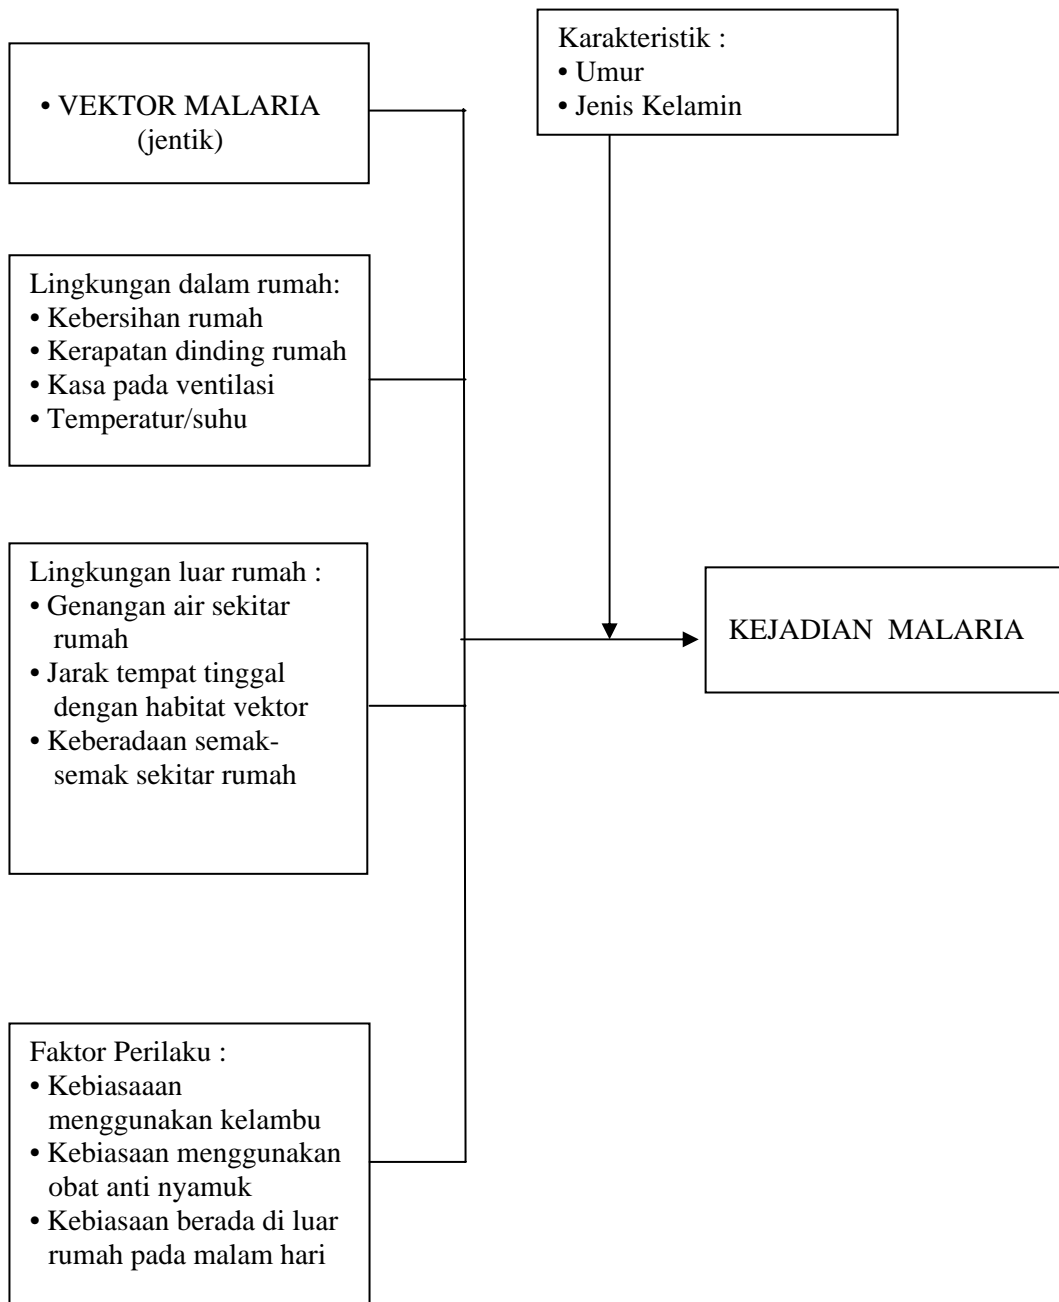 Karakteristik :
• Umur
• Jenis Kelamin
• VEKTOR MALARIA
(jentik)
Lingkungan dalam rumah:
• Kebersihan rumah
• Kerapatan dinding rumah
• Kasa pada ventilasi
• Temperatur/suhu
Lingkungan luar rumah :
• Genangan air sekitar
rumah
• Jarak tempat tinggal
dengan habitat vektor
• Keberadaan semak-
semak sekitar rumah
KEJADIAN MALARIA
Faktor Perilaku :
• Kebiasaaan
menggunakan kelambu
• Kebiasaan menggunakan
obat anti nyamuk
• Kebiasaan berada di luar
rumah pada malam hari